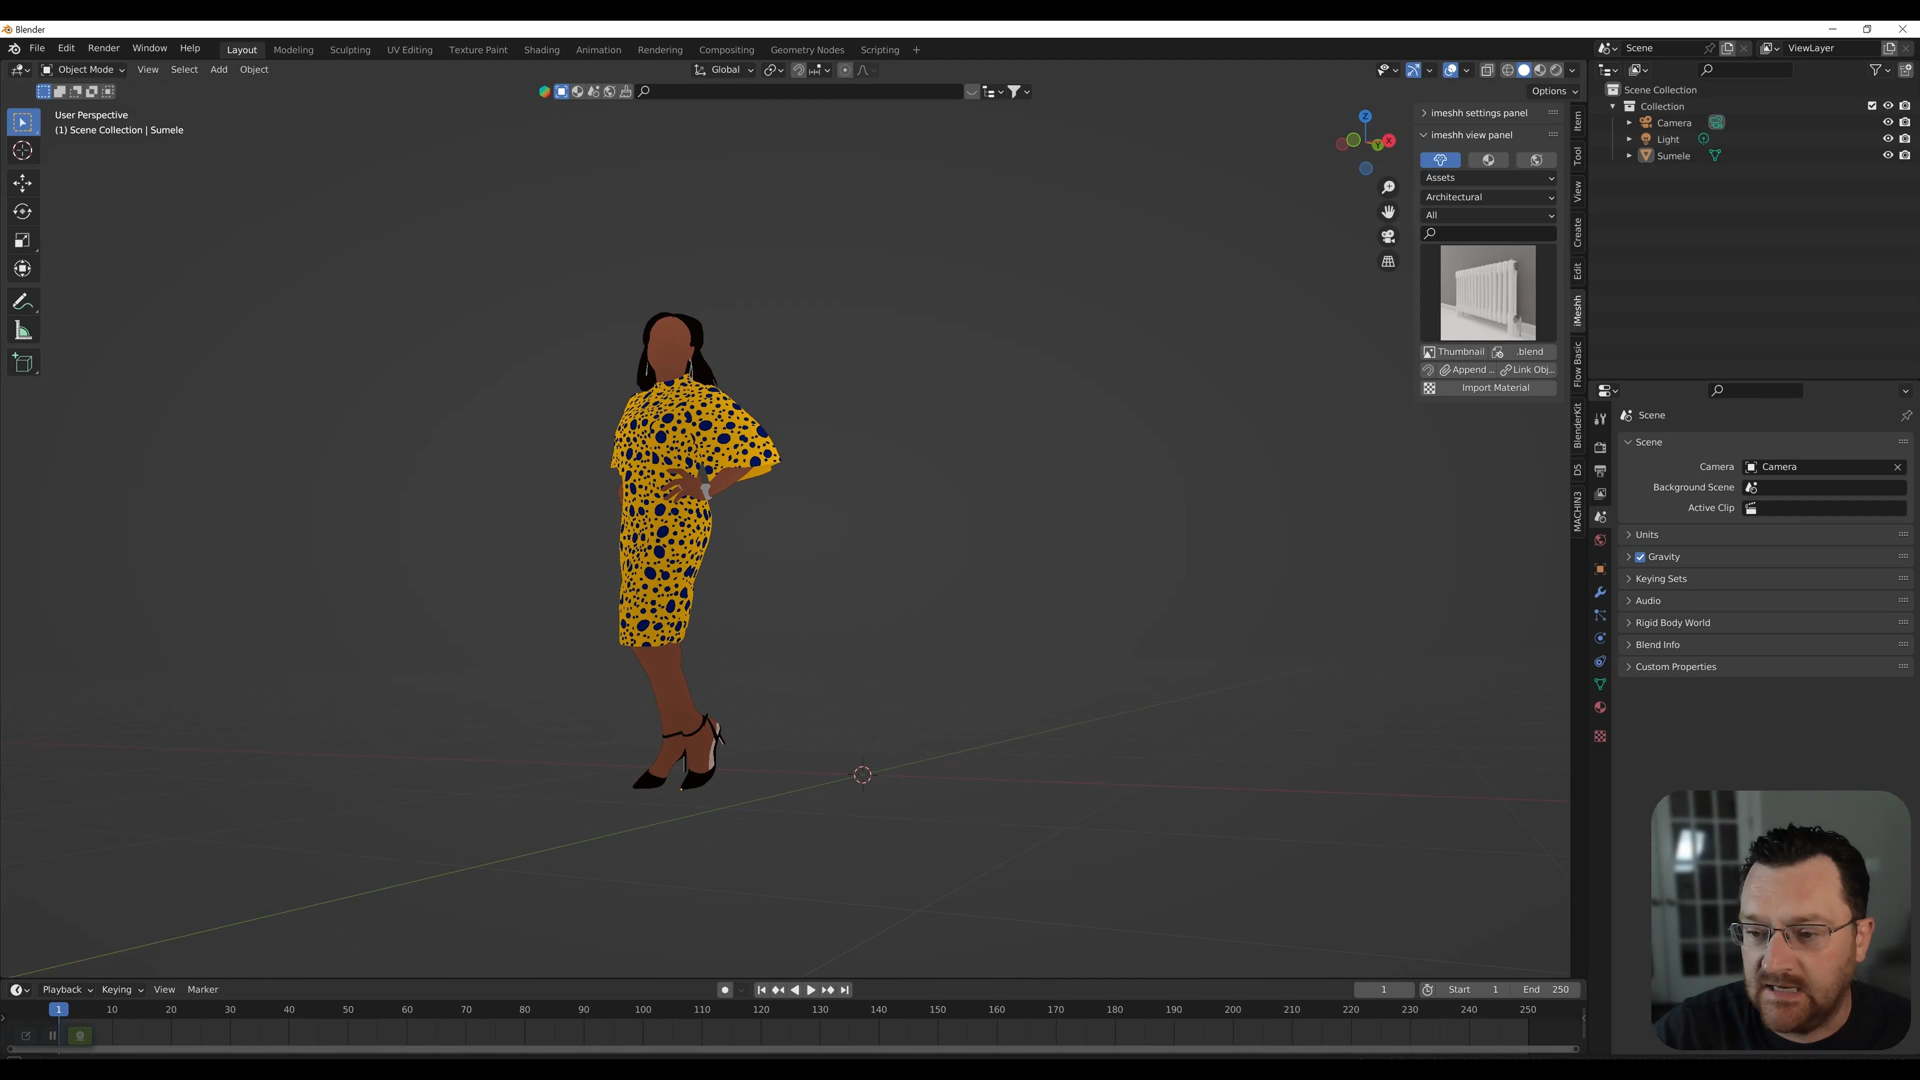 Blender
File Edit Render Window Help Layout Modeling Sculpting UV Editing Texture Paint Shading Animation Rendering Compositing Geometry Nodes Scripting +
Scene
ViewLayer
Object Mode View Select Add Object
Global
Options
User Perspective
(1) Scene Collection | Sumele
Z
Y
X
imeshh settings panel
imeshh view panel
Assets
Architectural
All
Thumbnail
.blend
Append ...
Link Obj...
Import Material
Item
Tool
View
Create
Edit
iMeshh
Flow Basic
BlenderKit
D5
MACHIN3
Scene Collection
Collection
Camera
Light
Sumele
Scene
Scene
Camera Camera
Background Scene
Active Clip
Units
Gravity
Keying Sets
Audio
Rigid Body World
Blend Info
Custom Properties
Playback Keying View Marker
1 Start 1 End 250
1 10 20 30 40 50 60 70 80 90 100 110 120 130 140 150 160 170 180 190 200 210 220 230 240 250